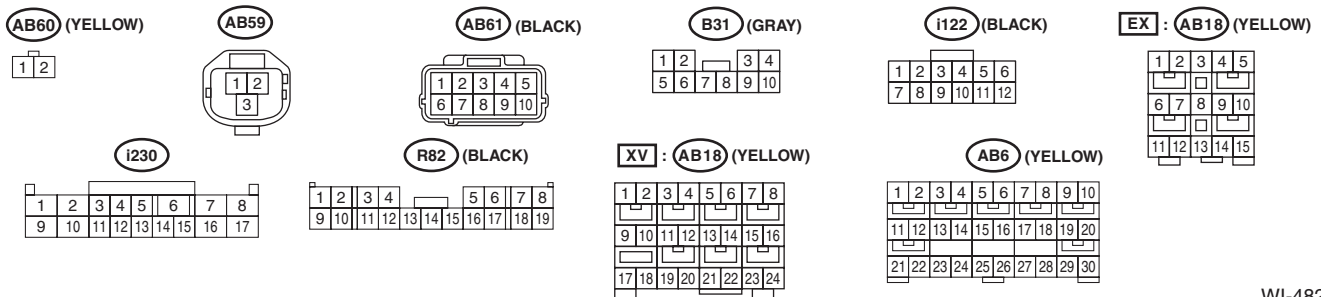 AB60 (YELLOW)
1 2
AB59
1 2
3
AB61 (BLACK)
1 2 3 4 5
6 7 8 9 10
B31 (GRAY)
1 2 3 4
5 6 7 8 9 10
i122 (BLACK)
1 2 3 4 5 6
7 8 9 10 11 12
EX : AB18 (YELLOW)
1 2 3 4 5
6 7 8 9 10
11 12 13 14 15
i230
1 2 3 4 5 6 7 8
9 10 11 12 13 14 15 16 17
R82 (BLACK)
1 2 3 4 5 6 7 8
9 10 11 12 13 14 15 16 17 18 19
XV : AB18 (YELLOW)
1 2 3 4 5 6 7 8
9 10 11 12 13 14 15 16
17 18 19 20 21 22 23 24
AB6 (YELLOW)
1 2 3 4 5 6 7 8 9 10
11 12 13 14 15 16 17 18 19 20
21 22 23 24 25 26 27 28 29 30